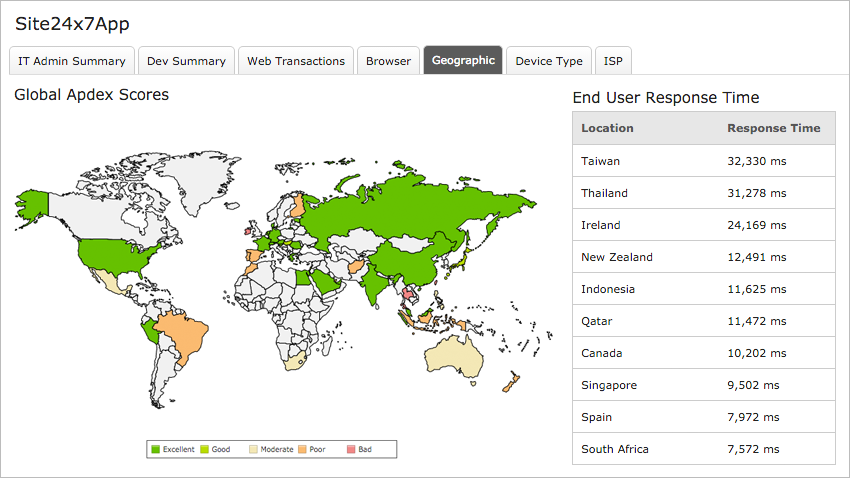 Site24x7App
IT Admin Summary Dev Summary Web Transactions Browser Geographic Device Type ISP
Global Apdex Scores
Excellent Good Moderate Poor Bad
End User Response Time
Location Response Time
Taiwan 32,330 ms
Thailand 31,278 ms
Ireland 24,169 ms
New Zealand 12,491 ms
Indonesia 11,625 ms
Qatar 11,472 ms
Canada 10,202 ms
Singapore 9,502 ms
Spain 7,972 ms
South Africa 7,572 ms